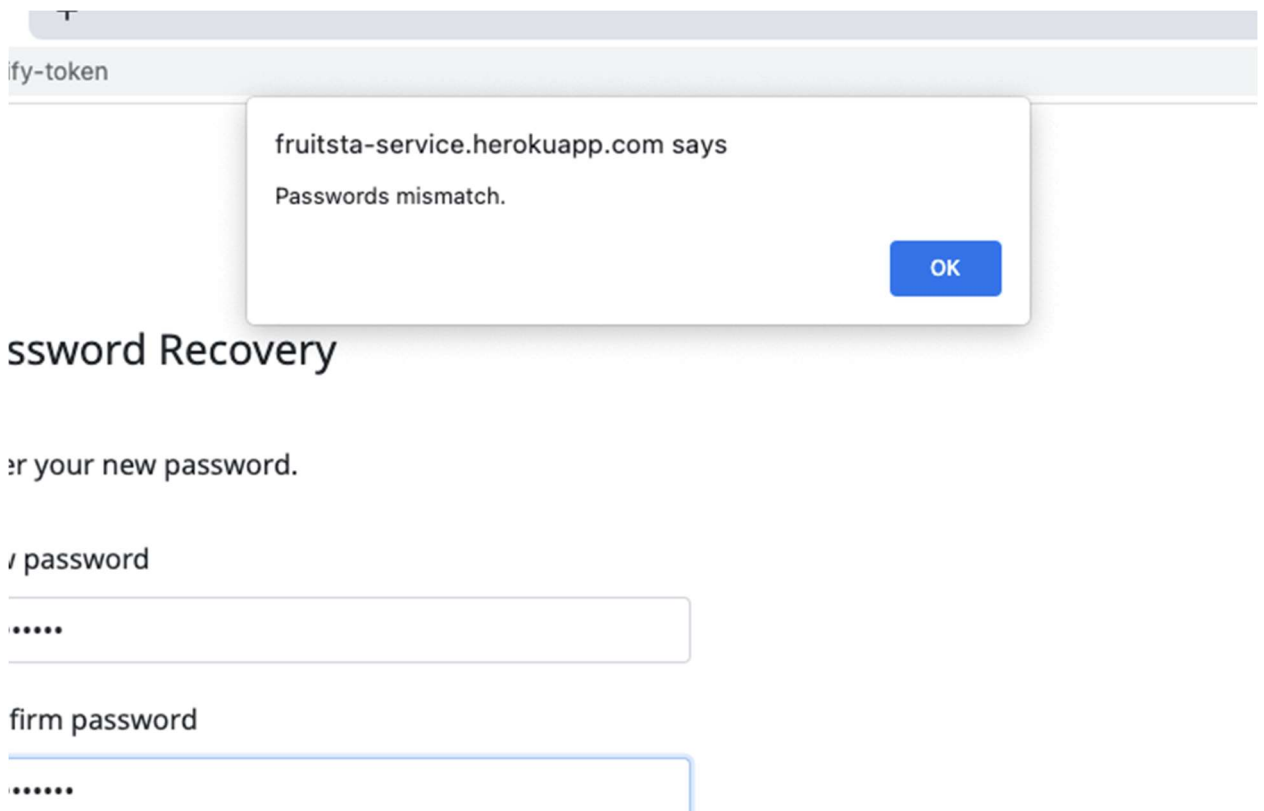 ify-token
fruitsta-service.herokuapp.com says
Passwords mismatch.
OK
ssword Recovery
er your new password.
password
firm password